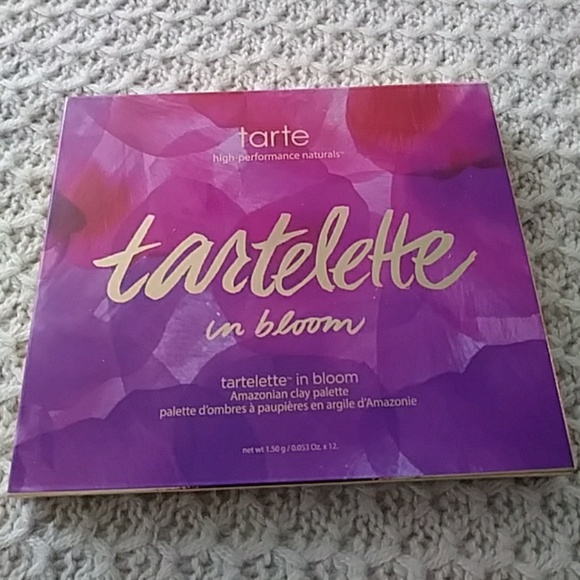 tarte
high-performance naturals™
tartelette
in bloom
tartelette™ in bloom
Amazonian clay palette
palette d'ombres à paupières en argile d'Amazonie
net wt 1.50 g / 0.053 Oz. x 12.